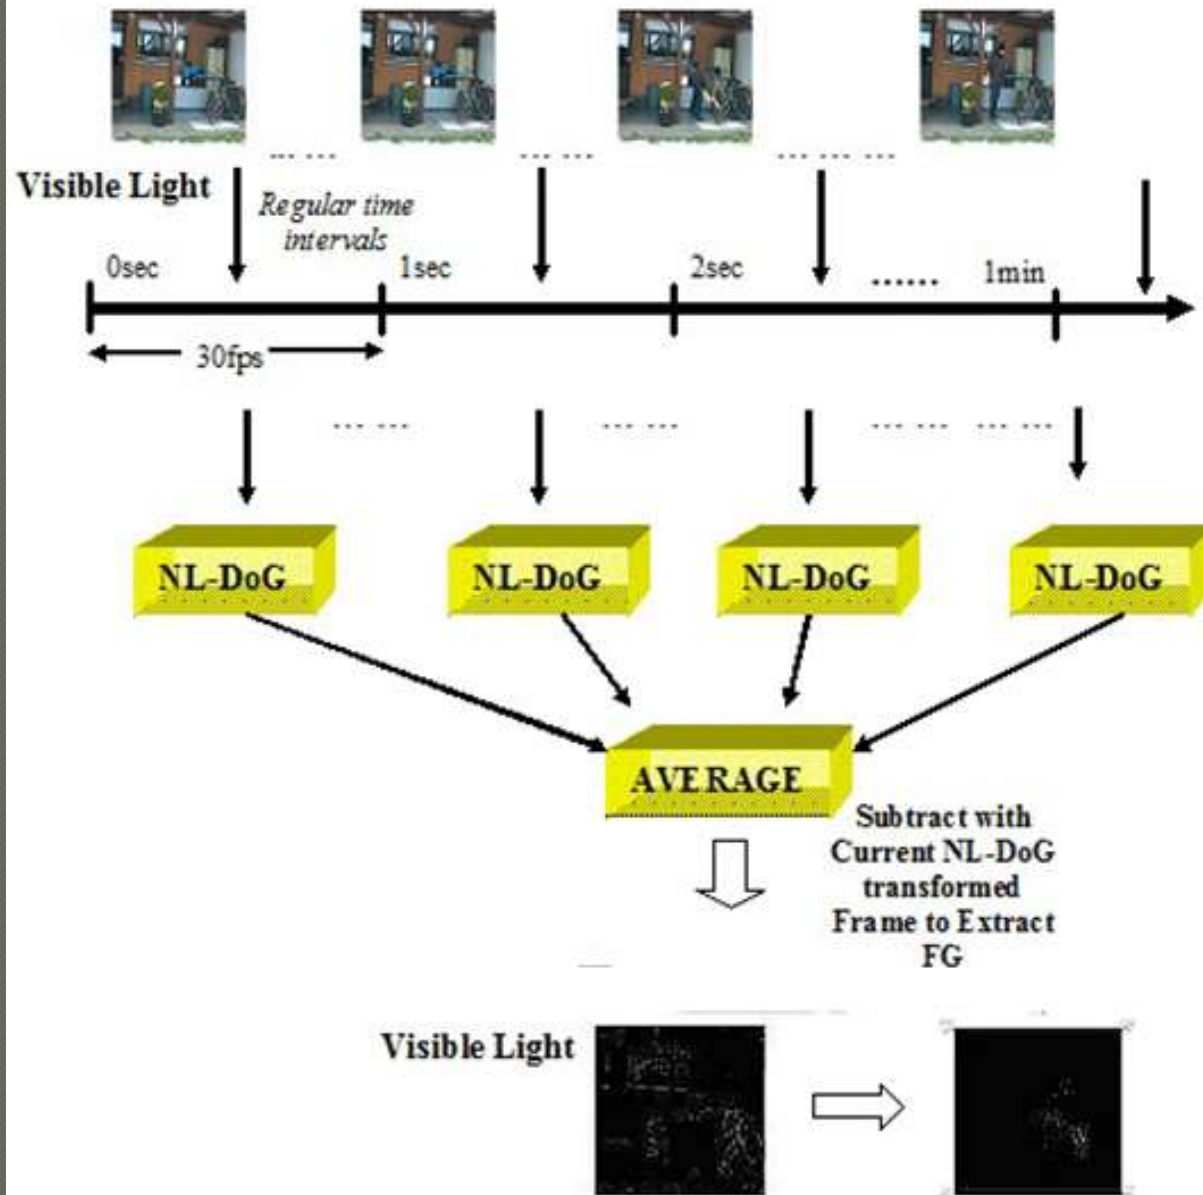 ... ...
... ...
... ... ...
Visible Light
Regular time
intervals
0sec
1sec
2sec
......
1min
30fps
... ...
... ...
... ... ... ...
NL-DoG
NL-DoG
NL-DoG
NL-DoG
AVERAGE
Subtract with
Current NL-DoG
transformed
Frame to Extract
FG
Visible Light